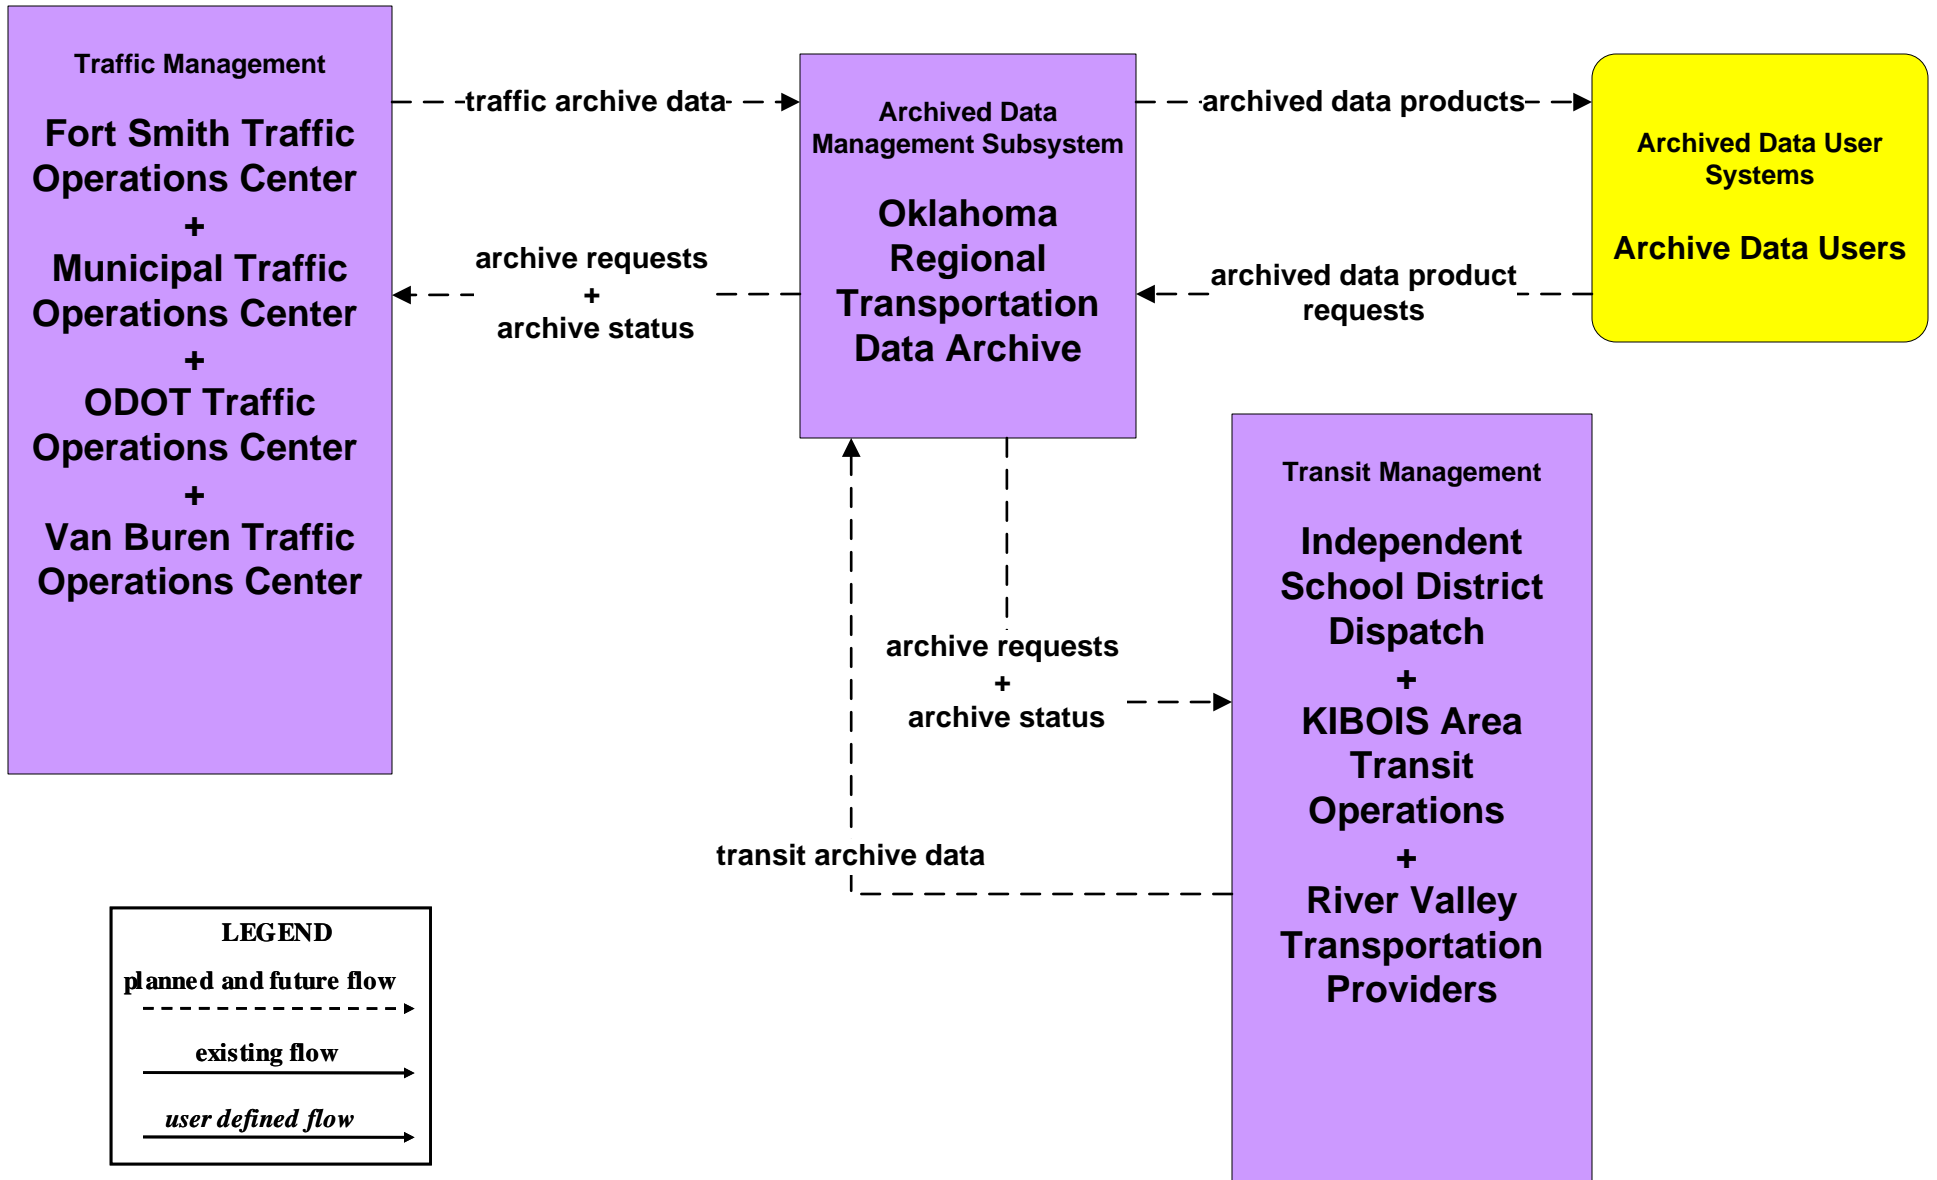 Traffic Management
Fort Smith Traffic
Operations Center
+
Municipal Traffic
Operations Center
+
ODOT Traffic
Operations Center
+
Van Buren Traffic
Operations Center
traffic archive data
archive requests
+
archive status
Archived Data
Management Subsystem
Oklahoma
Regional
Transportation
Data Archive
archived data products
archived data product
requests
Archived Data User
Systems
Archive Data Users
archive requests
+
archive status
transit archive data
Transit Management
Independent
School District
Dispatch
+
KIBOIS Area
Transit
Operations
+
River Valley
Transportation
Providers
LEGEND
planned and future flow
existing flow
user defined flow